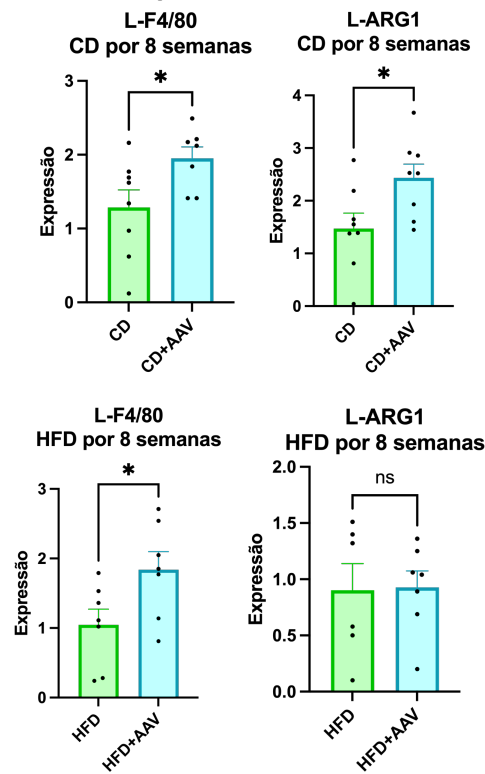 L-F4/80
CD por 8 semanas
*
3
2
1
0
Expressão
CD
CD+AAV
L-ARG1
CD por 8 semanas
*
4
3
2
1
0
Expressão
CD
CD+AAV
L-F4/80
HFD por 8 semanas
*
3
2
1
0
Expressão
HFD
HFD+AAV
L-ARG1
HFD por 8 semanas
ns
2.0
1.5
1.0
0.5
0.0
Expressão
HFD
HFD+AAV